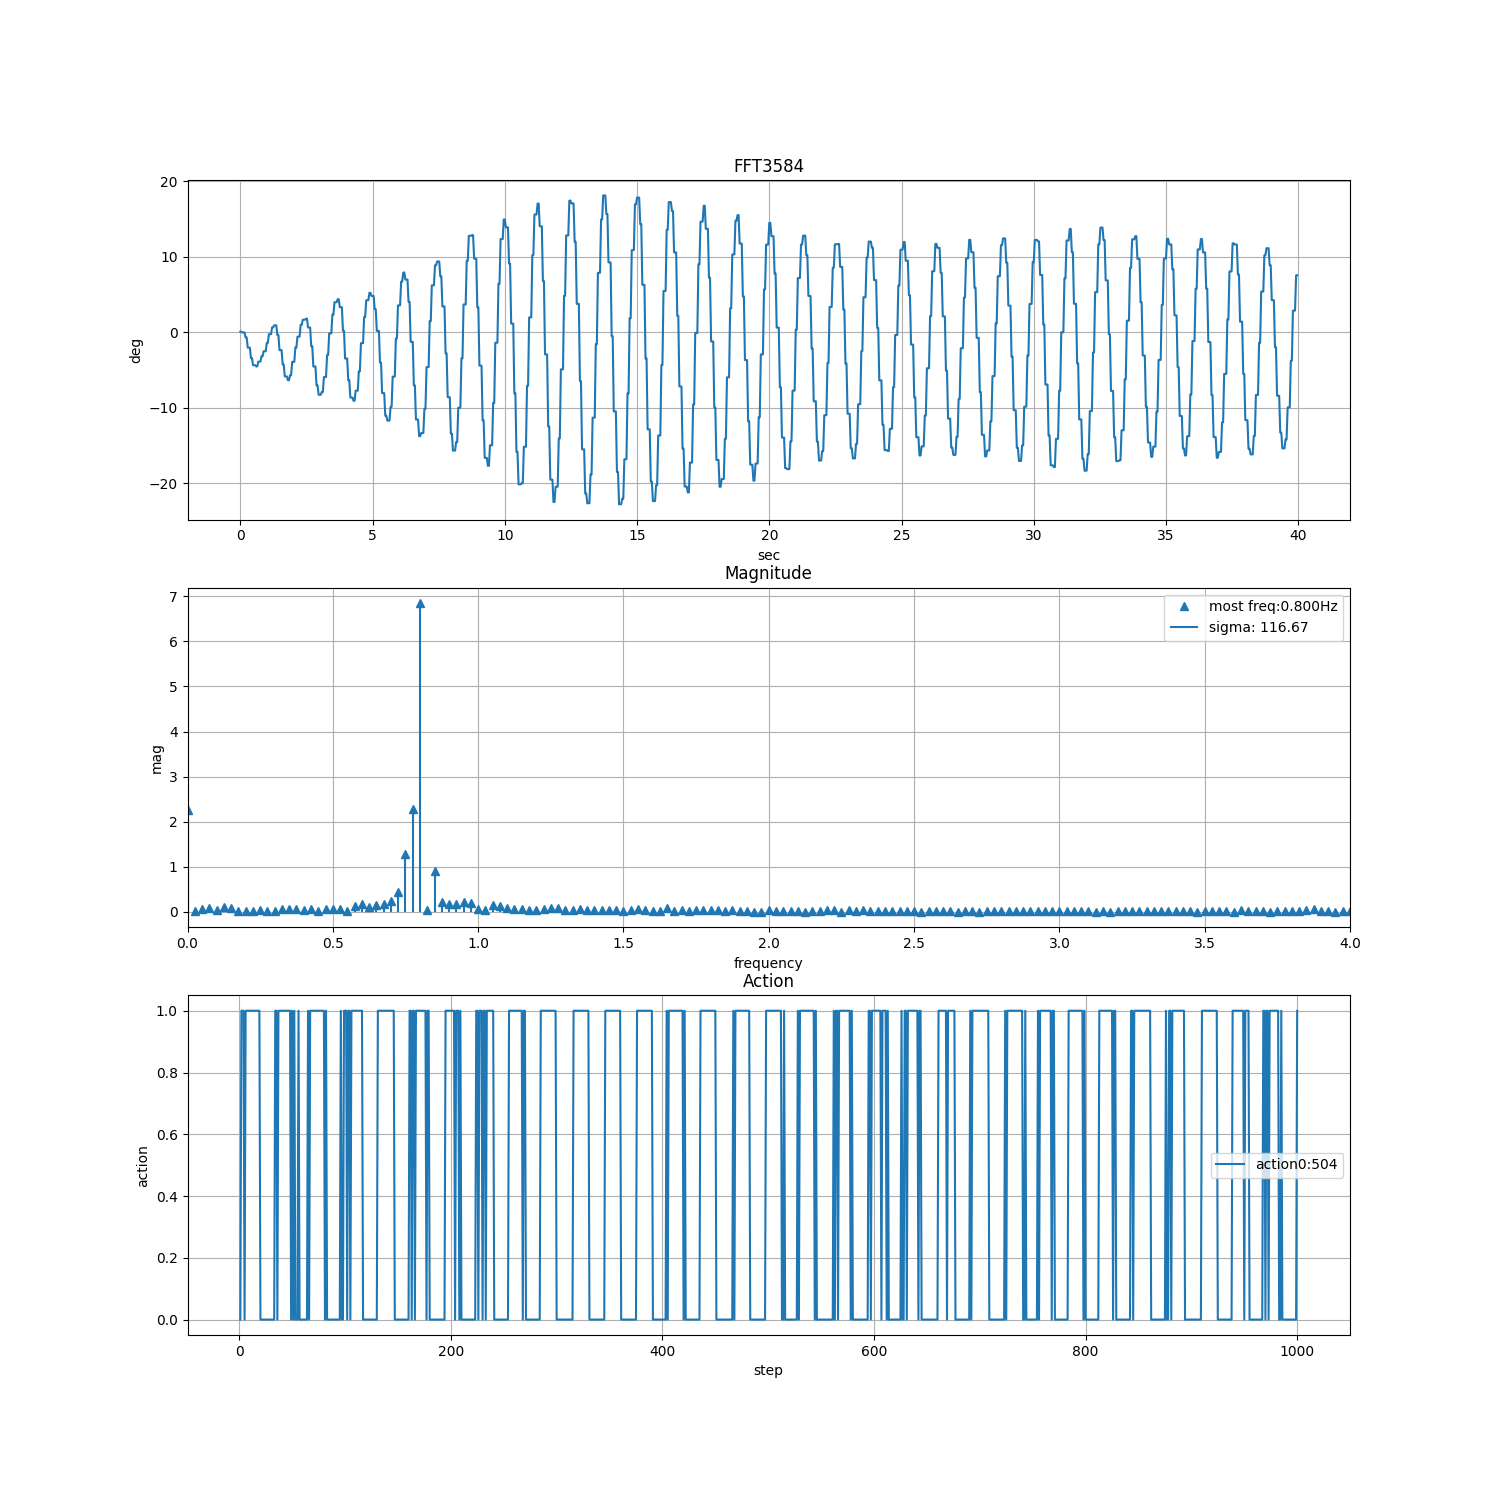 FFT3584
20
10
0
−10
−20
deg
0 5 10 15 20 25 30 35 40
sec
Magnitude
7
6
5
4
3
2
1
0
mag
most freq:0.800Hz
sigma: 116.67
0.0 0.5 1.0 1.5 2.0 2.5 3.0 3.5 4.0
frequency
Action
1.0
0.8
0.6
0.4
0.2
0.0
action
action0:504
0 200 400 600 800 1000
step